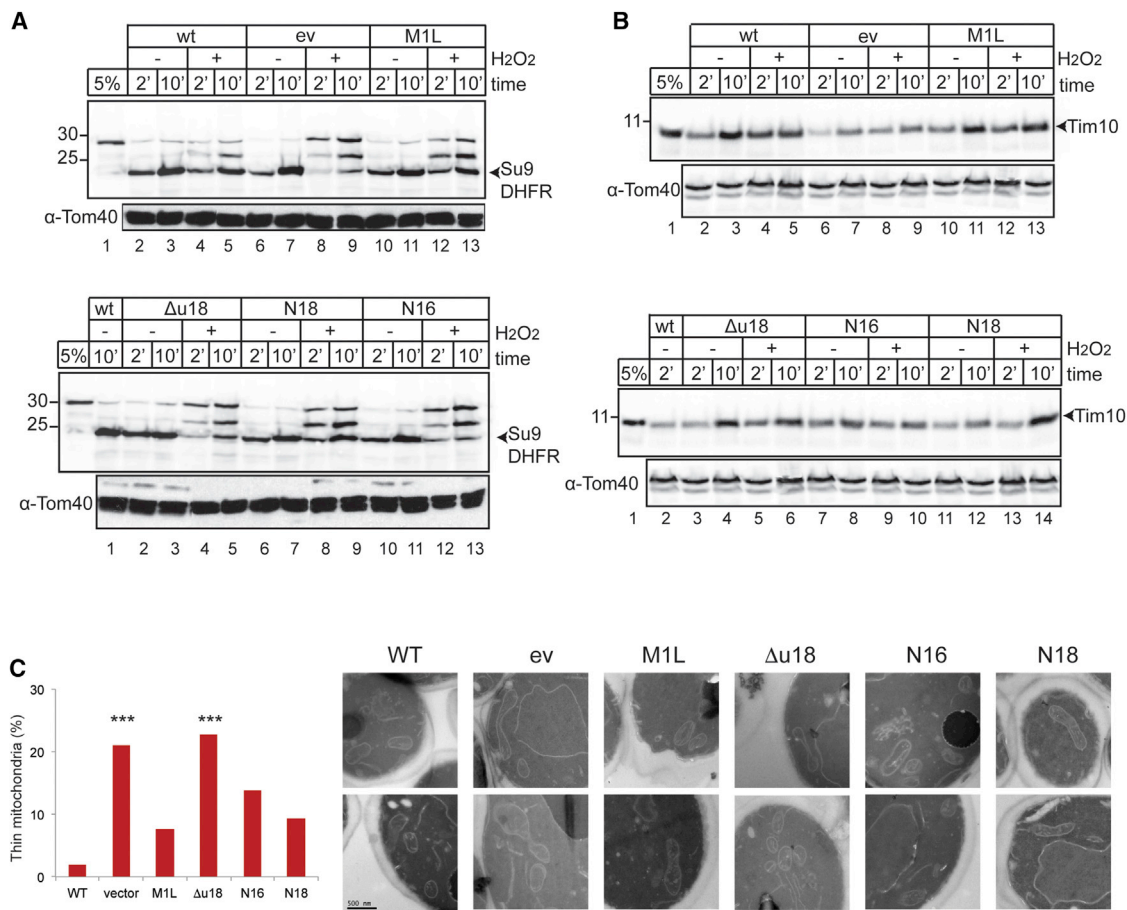 A
wt ev M1L
- + - + - + H2O2
5% 2' 10' 2' 10' 2' 10' 2' 10' 2' 10' 2' 10' time
30
25
Su9
DHFR
α-Tom40
1 2 3 4 5 6 7 8 9 10 11 12 13
wt Δu18 N18 N16
- - + - + - + H2O2
5% 10' 2' 10' 2' 10' 2' 10' 2' 10' 2' 10' 2' 10' time
30
25
Su9
DHFR
α-Tom40
1 2 3 4 5 6 7 8 9 10 11 12 13
B
wt ev M1L
- + - + - + H2O2
5% 2' 10' 2' 10' 2' 10' 2' 10' 2' 10' 2' 10' time
11
Tim10
α-Tom40
1 2 3 4 5 6 7 8 9 10 11 12 13
wt Δu18 N16 N18
- - + - + - + H2O2
5% 2' 2' 10' 2' 10' 2' 10' 2' 10' 2' 10' 2' 10' time
11
Tim10
α-Tom40
1 2 3 4 5 6 7 8 9 10 11 12 13 14
C
Thin mitochondria (%)
30
20
10
0
*** ***
WT vector M1L Δu18 N16 N18
WT ev M1L Δu18 N16 N18
500 nm